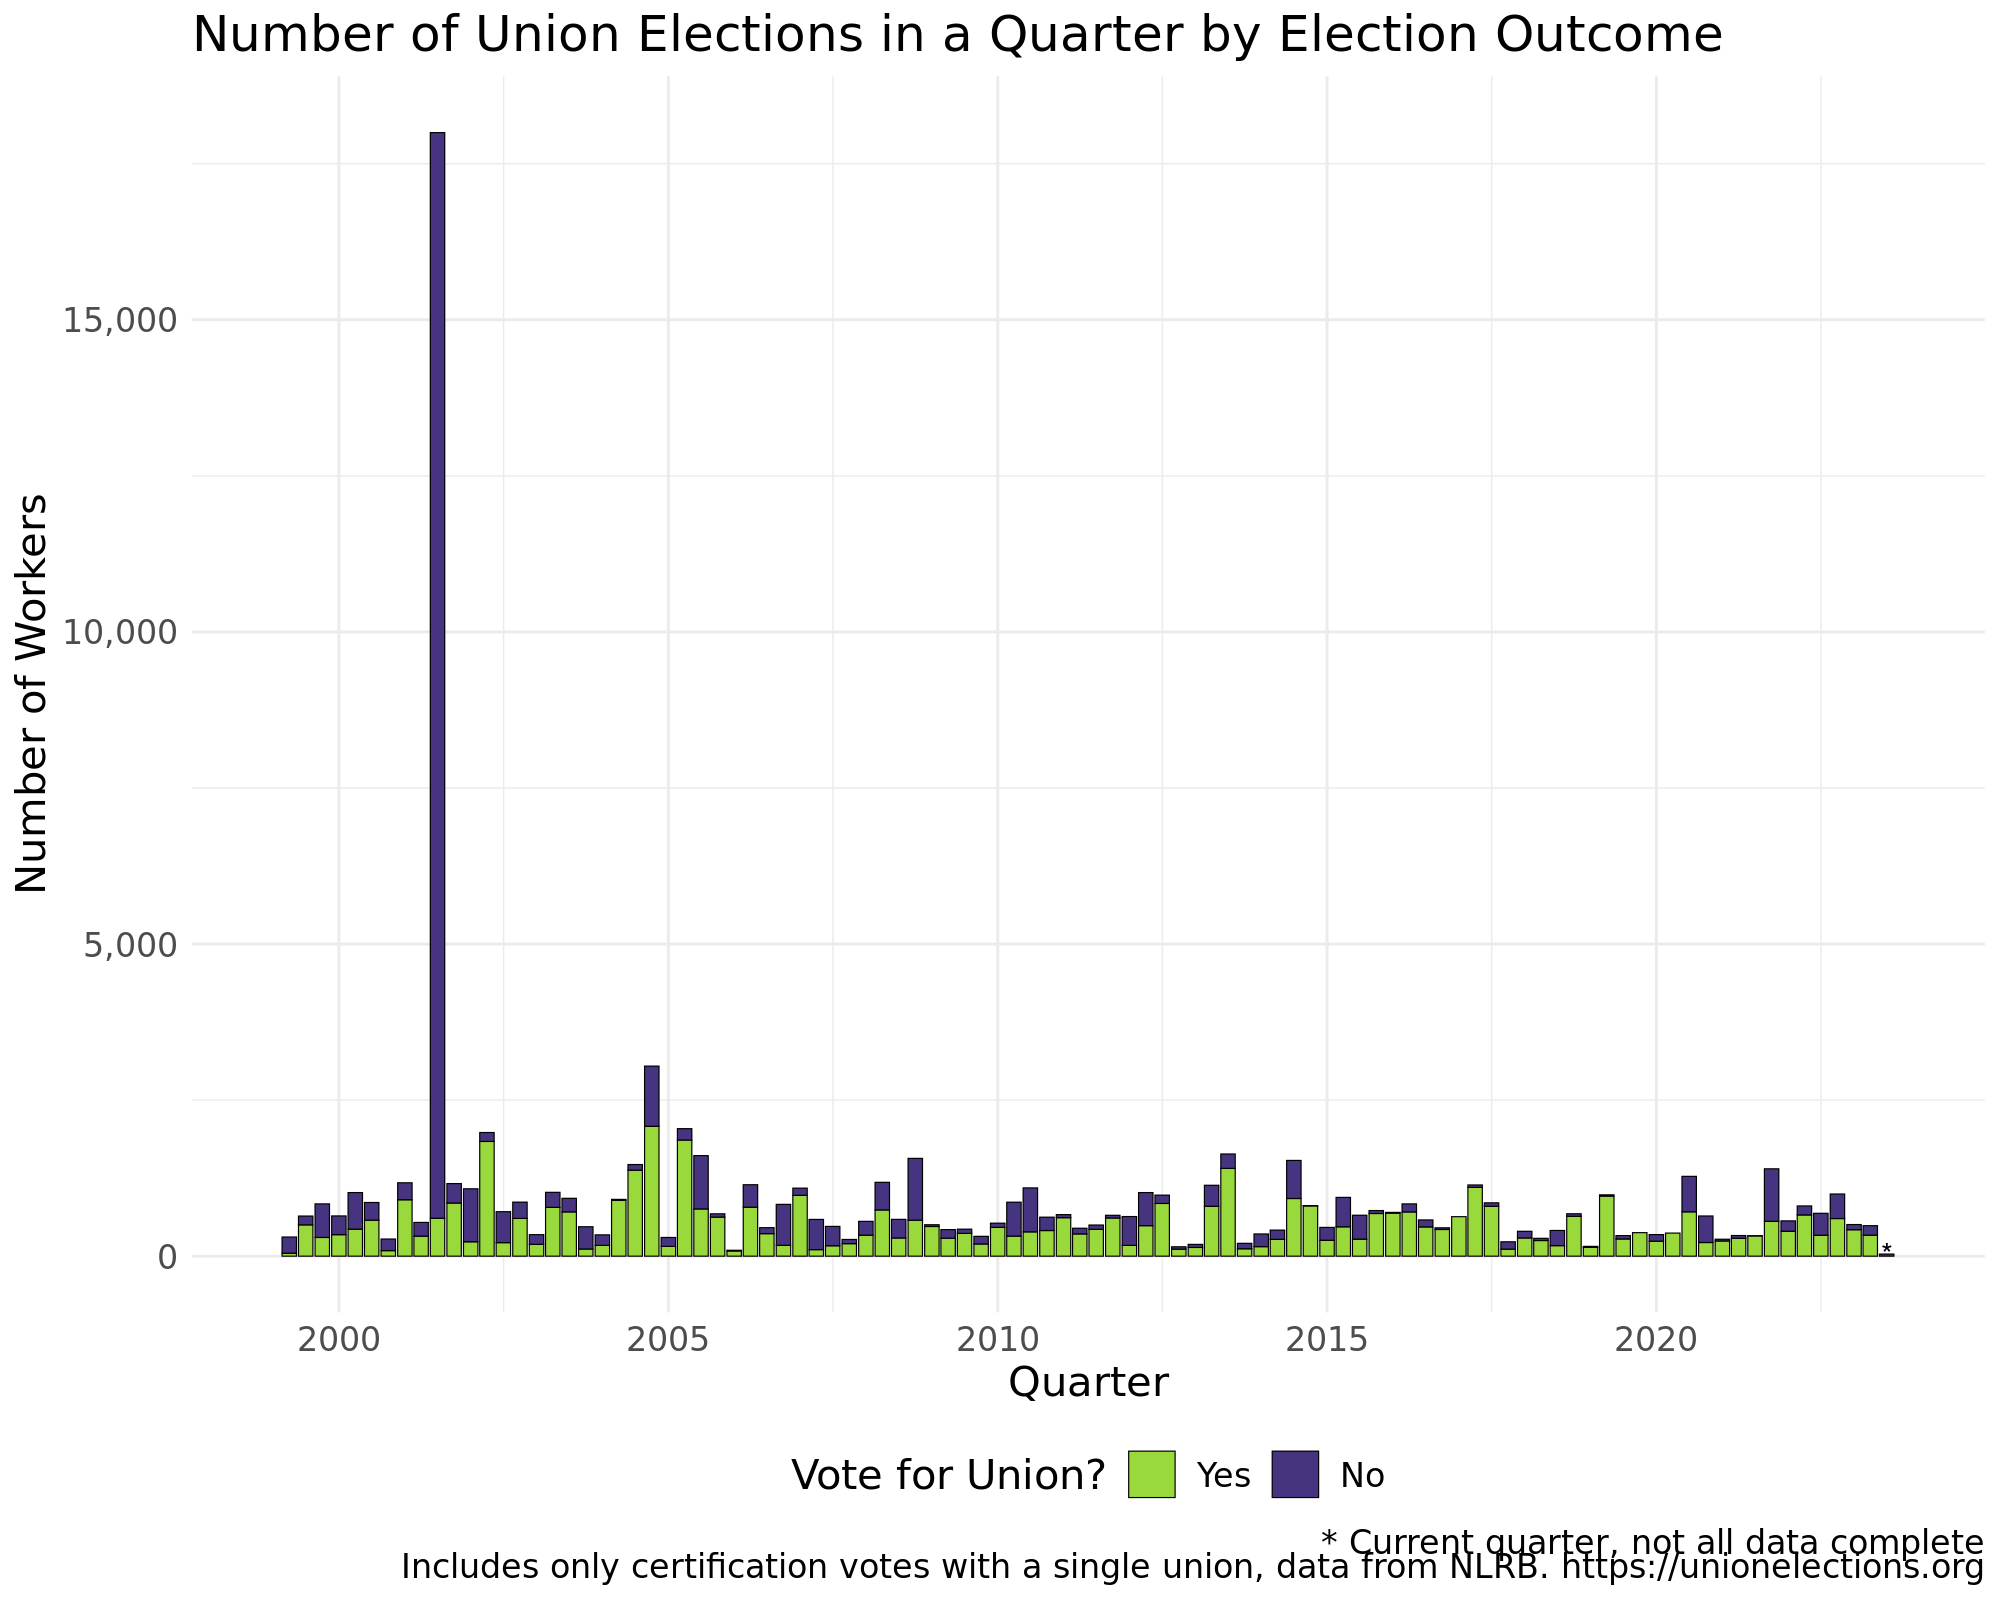 Number of Union Elections in a Quarter by Election Outcome
Number of Workers
15,000
10,000
5,000
0
*
2000 2005 2010 2015 2020
Quarter
Vote for Union? Yes No
* Current quarter, not all data complete
Includes only certification votes with a single union, data from NLRB. https://unionelections.org